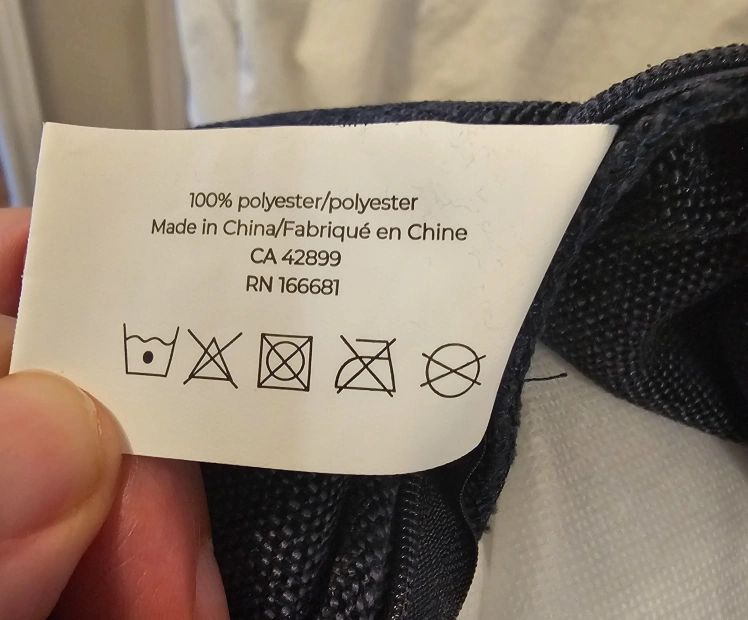 100% polyester/polyester
Made in China/Fabriqué en Chine
CA 42899
RN 166681